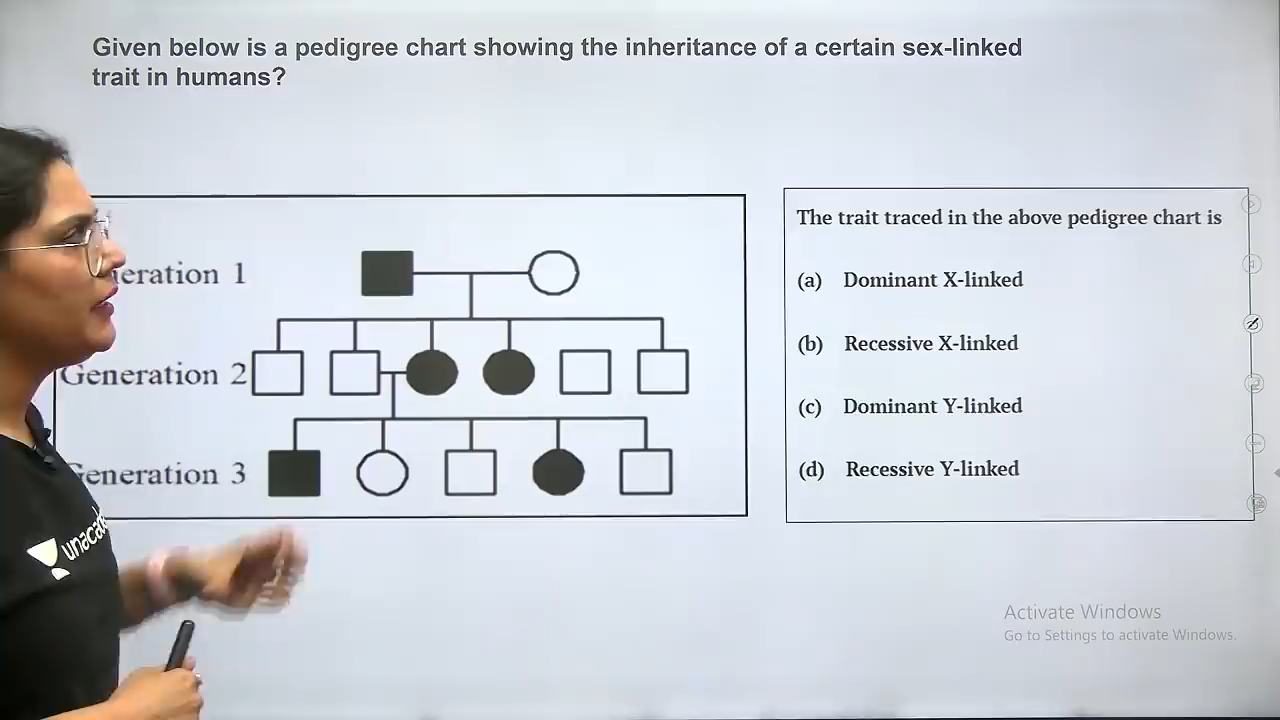 Given below is a pedigree chart showing the inheritance of a certain sex-linked
trait in humans?
The trait traced in the above pedigree chart is
(a) Dominant X-linked
(b) Recessive X-linked
(c) Dominant Y-linked
(d) Recessive Y-linked
eration 1
Generation 2
eneration 3
unaca
Activate Windows
Go to Settings to activate Windows.